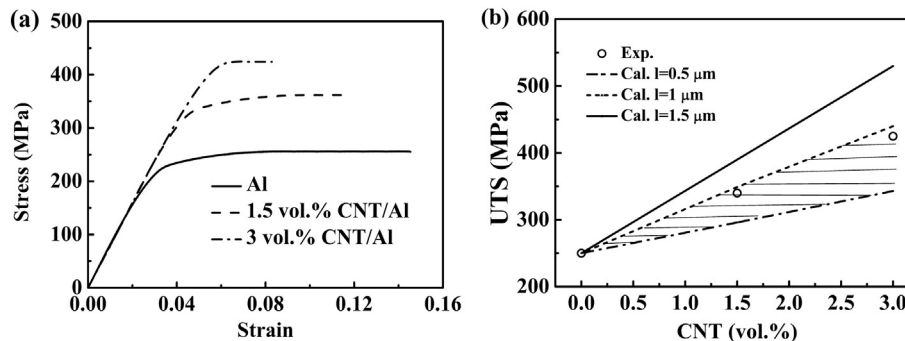 (a)
500
400
300
200
100
0
Stress (MPa)
Al
1.5 vol.% CNT/Al
3 vol.% CNT/Al
0.00 0.04 0.08 0.12 0.16
Strain
(b)
600
500
400
300
200
UTS (MPa)
Exp.
Cal. l=0.5 μm
Cal. l=1 μm
Cal. l=1.5 μm
0.0 0.5 1.0 1.5 2.0 2.5 3.0
CNT (vol.%)